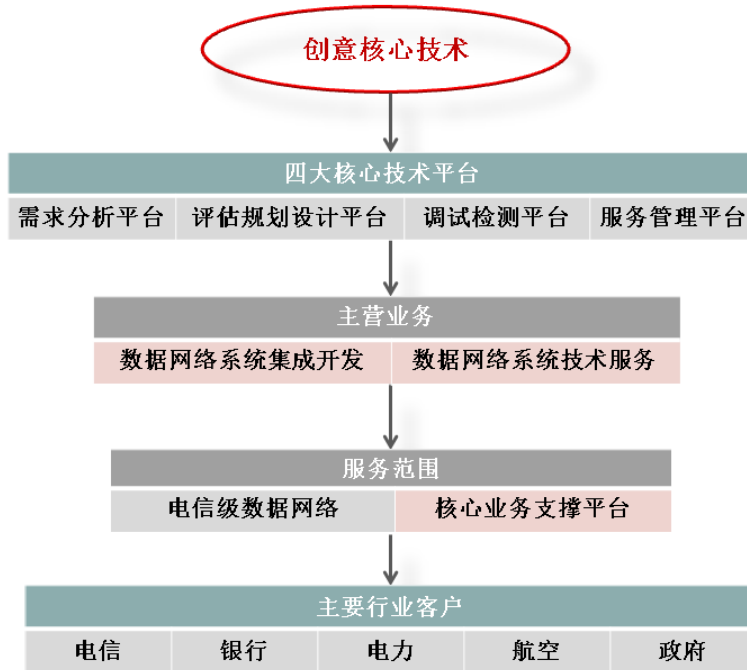 创意核心技术
四大核心技术平台
需求分析平台 评估规划设计平台 调试检测平台 服务管理平台
主营业务
数据网络系统集成开发 数据网络系统技术服务
服务范围
电信级数据网络 核心业务支撑平台
主要行业客户
电信 银行 电力 航空 政府